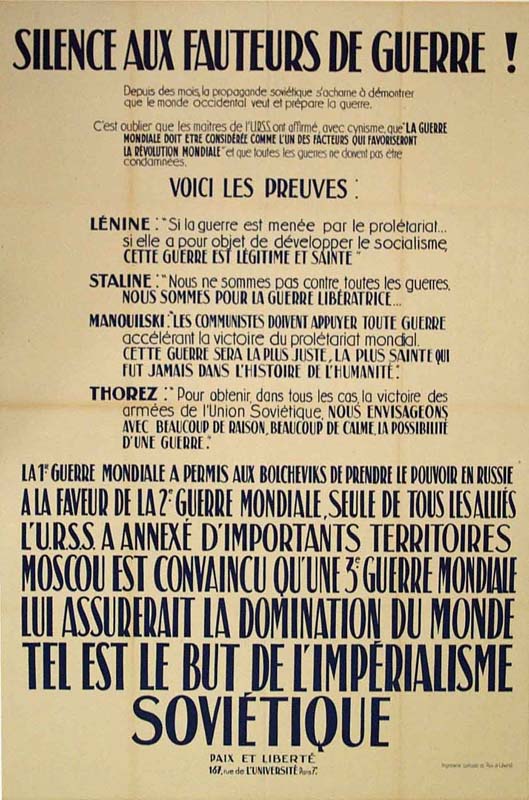 SILENCE AUX FAUTEURS DE GUERRE !
Depuis des mois, la propagande soviétique s'acharne à démontrer
que le monde occidental veut et prépare la guerre.
C'est oublier que les maîtres de l'U.R.S.S. ont affirmé, avec cynisme, que "LA GUERRE
MONDIALE DOIT ÊTRE CONSIDÉRÉE COMME L'UN DES FACTEURS QUI FAVORISERONT
LA RÉVOLUTION MONDIALE" et que toutes les guerres ne doivent pas être
condamnées.
VOICI LES PREUVES :
LÉNINE : "Si la guerre est menée par le prolétariat...
si elle a pour objet de développer le socialisme,
CETTE GUERRE EST LÉGITIME ET SAINTE"
STALINE : "Nous ne sommes pas contre toutes les guerres.
NOUS SOMMES POUR LA GUERRE LIBÉRATRICE...
MANOUILSKI : "LES COMMUNISTES DOIVENT APPUYER TOUTE GUERRE
accélérant la victoire du prolétariat mondial.
CETTE GUERRE SERA LA PLUS JUSTE, LA PLUS SAINTE QUI
FUT JAMAIS DANS L'HISTOIRE DE L'HUMANITÉ."
THOREZ : "Pour obtenir, dans tous les cas, la victoire des
armées de l'Union Soviétique, NOUS ENVISAGEONS,
AVEC BEAUCOUP DE RAISON, BEAUCOUP DE CALME, LA POSSIBILITÉ
D'UNE GUERRE."
LA 1re GUERRE MONDIALE A PERMIS AUX BOLCHEVIKS DE PRENDRE LE POUVOIR EN RUSSIE
A LA FAVEUR DE LA 2e GUERRE MONDIALE, SEULE DE TOUS LES ALLIÉS
L'U.R.S.S. A ANNEXÉ D'IMPORTANTS TERRITOIRES
MOSCOU EST CONVAINCU QU'UNE 3e GUERRE MONDIALE
LUI ASSURERAIT LA DOMINATION DU MONDE
TEL EST LE BUT DE L'IMPÉRIALISME
SOVIÉTIQUE
PAIX ET LIBERTÉ
167, rue de L'UNIVERSITÉ Paris 7e
Imprimerie spéciale de Paix et Liberté